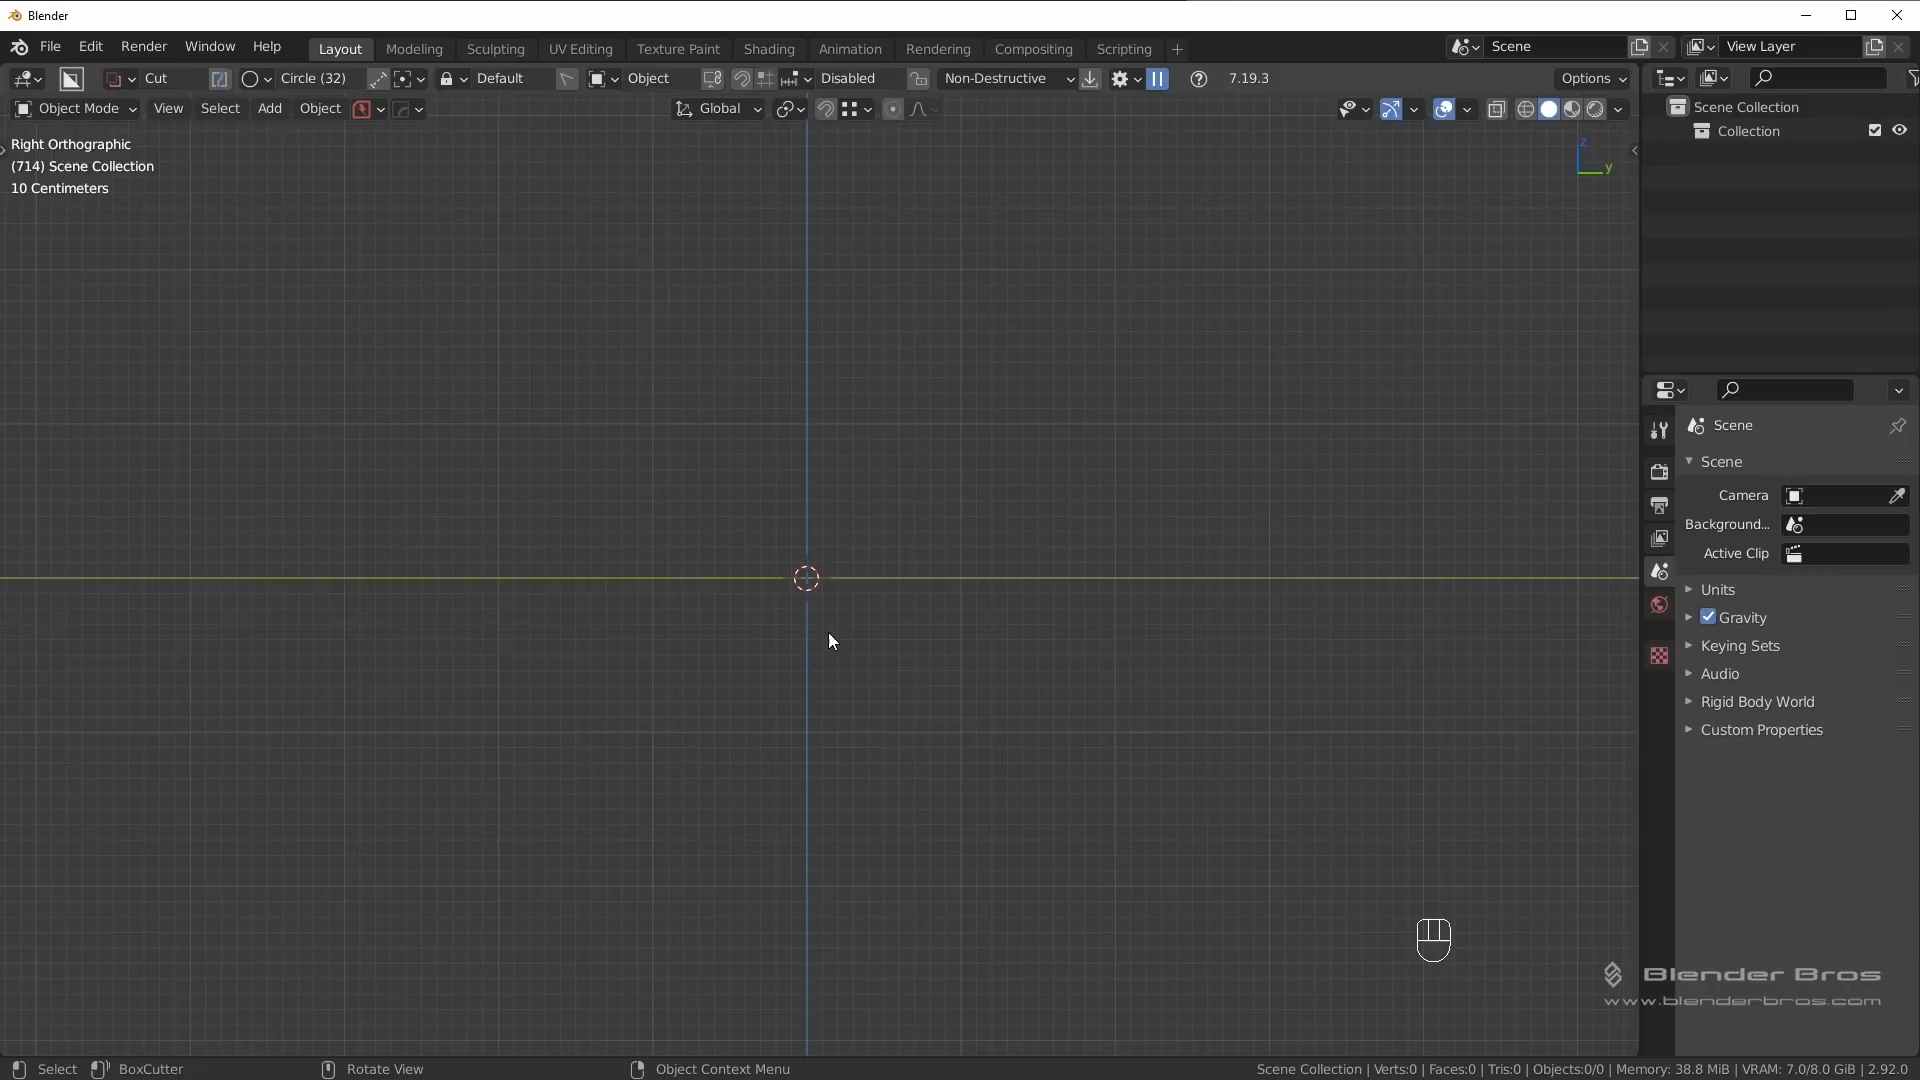 Blender
File Edit Render Window Help Layout Modeling Sculpting UV Editing Texture Paint Shading Animation Rendering Compositing Scripting + Scene View Layer
Cut Circle (32) Default Object Disabled Non-Destructive 7.19.3 Options
Object Mode View Select Add Object Global
Right Orthographic
(714) Scene Collection
10 Centimeters
z
y
Scene Collection
Collection
Scene
Scene
Camera
Background...
Active Clip
Units
Gravity
Keying Sets
Audio
Rigid Body World
Custom Properties
Blender Bros
www.blenderbros.com
Select BoxCutter Rotate View Object Context Menu Scene Collection | Verts:0 | Faces:0 | Tris:0 | Objects:0/0 | Memory: 38.8 MiB | VRAM: 7.0/8.0 GiB | 2.92.0